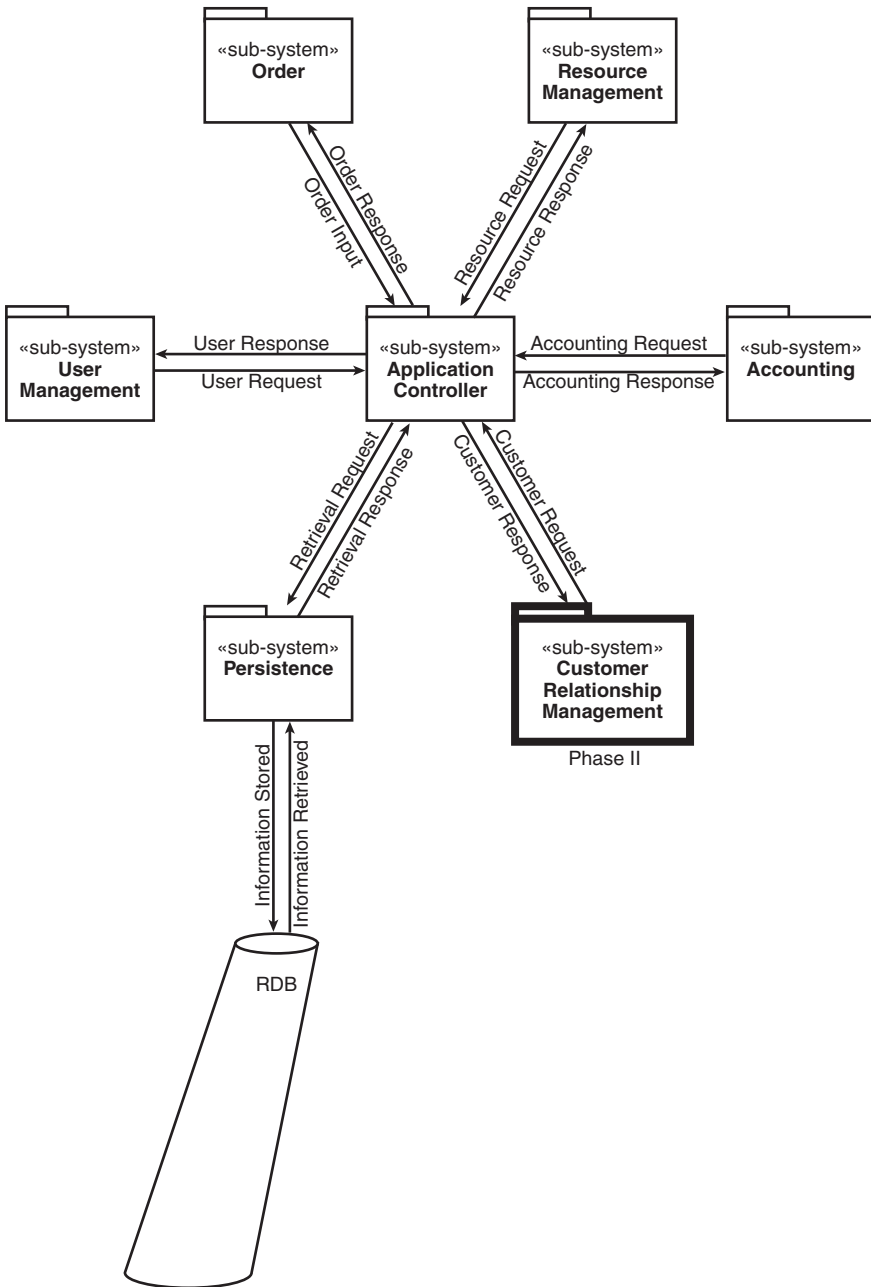 «sub-system»
Order
«sub-system»
Resource
Management
Order Response
Order Input
Resource Request
Resource Response
«sub-system»
User
Management
User Response
User Request
«sub-system»
Application
Controller
Accounting Request
Accounting Response
«sub-system»
Accounting
Retrieval Request
Retrieval Response
Customer Request
Customer Response
«sub-system»
Persistence
«sub-system»
Customer
Relationship
Management
Phase II
Information Stored
Information Retrieved
RDB